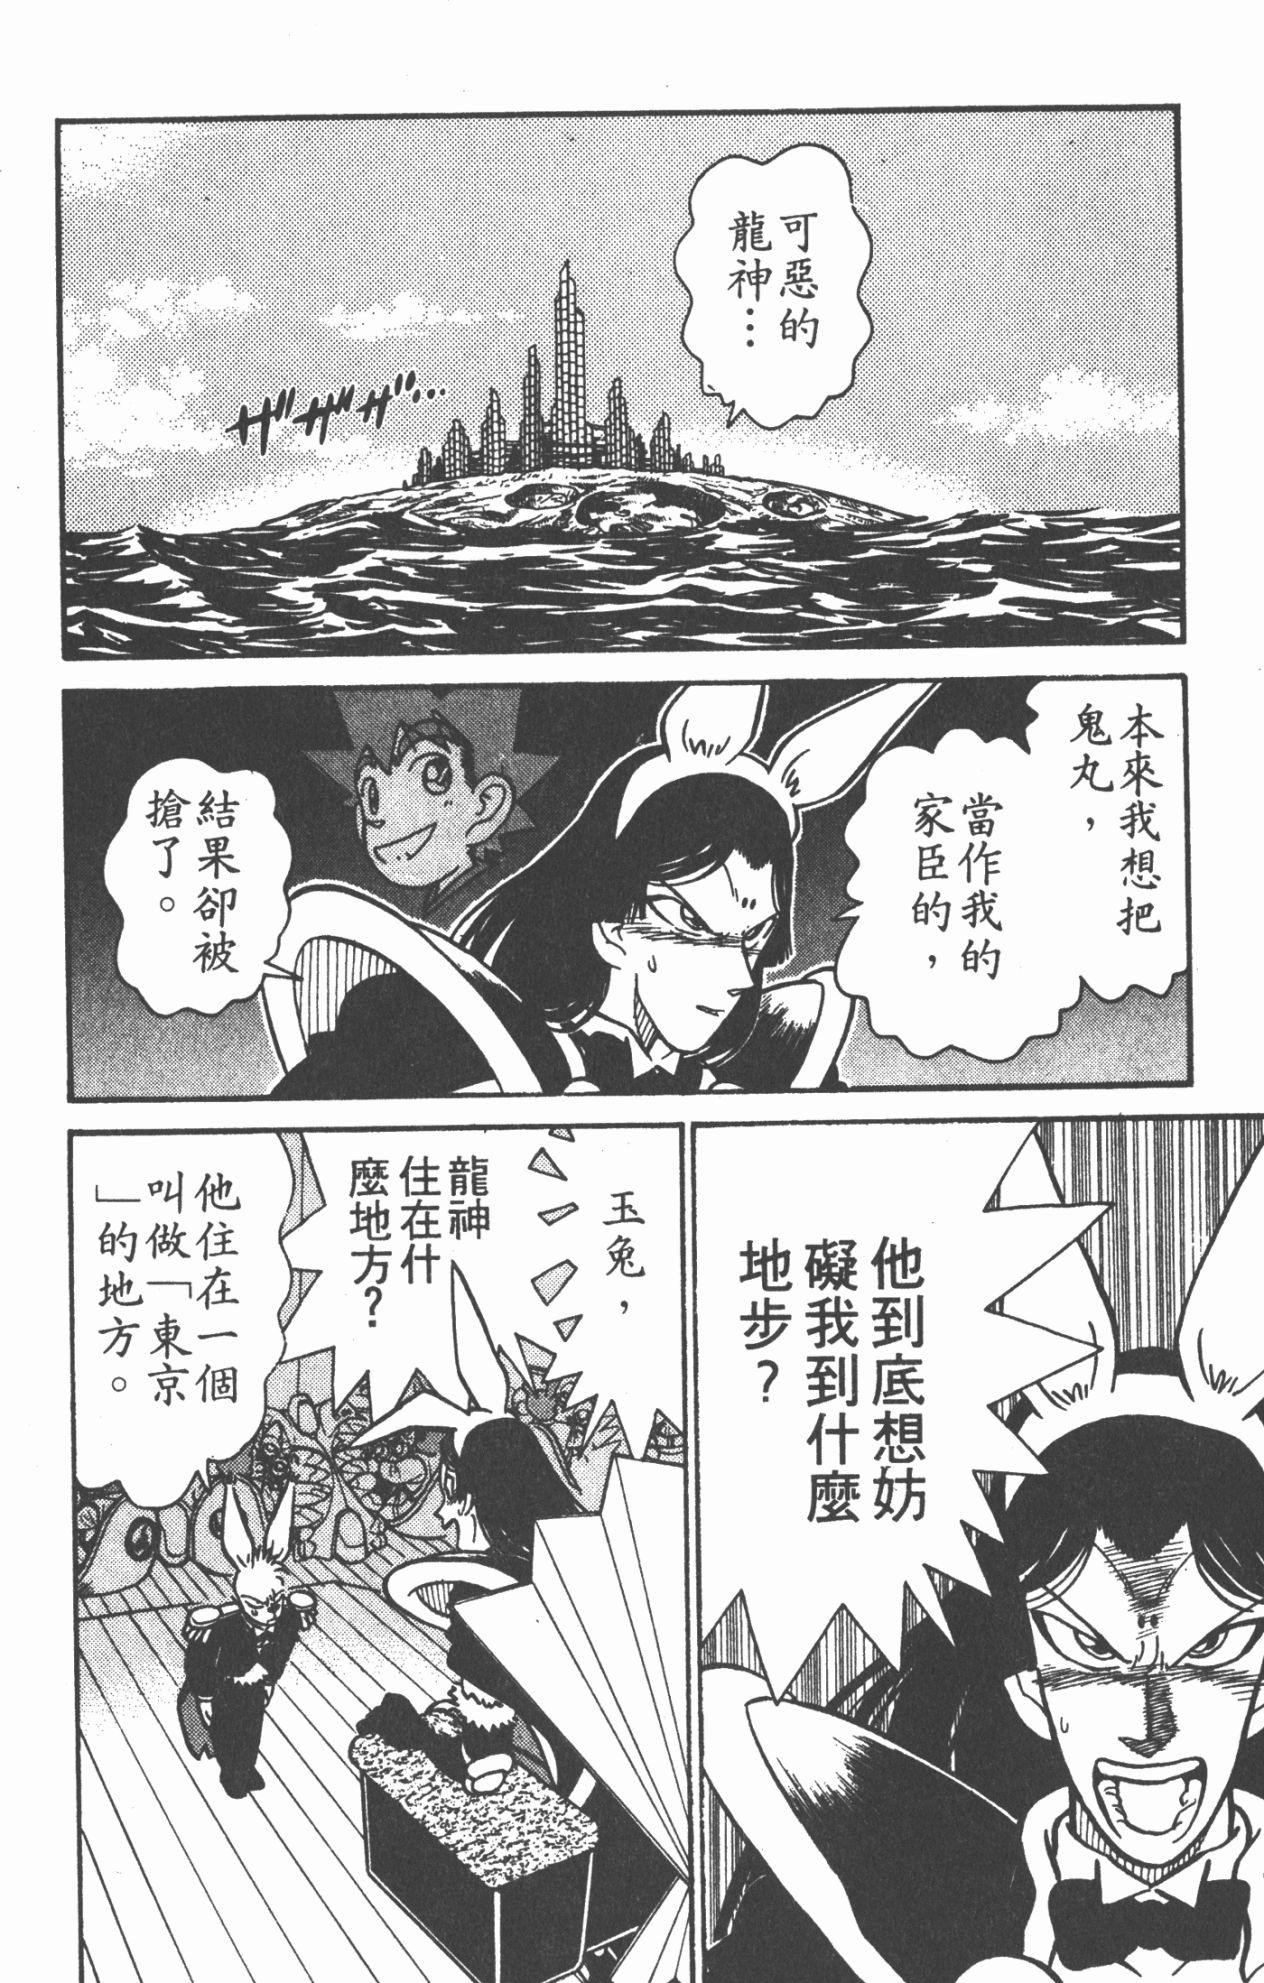 可惡的
龍神…
ザザザ…
本來我想把
鬼丸，
當作我的
家臣的，
結果卻被
搶了。
他到底想妨
礙我到什麼
地步？
玉兔，
龍神
住在什
麼地方？
他住在一個
叫做「東京
」的地方。